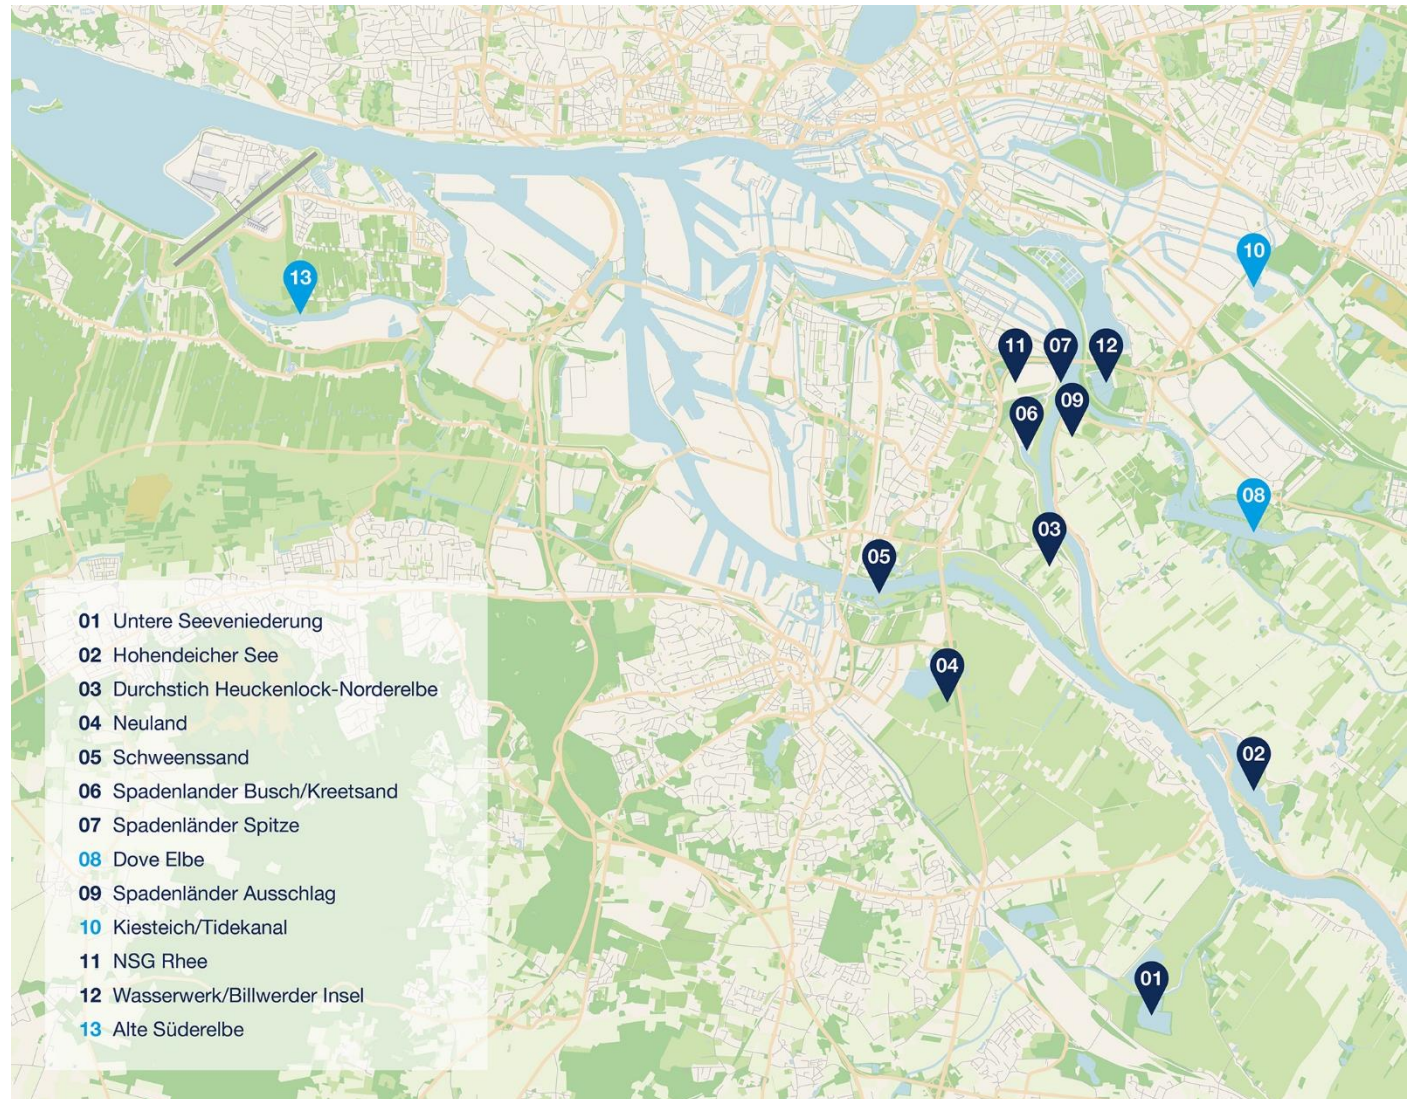 13
10
11
07
12
09
06
08
03
05
04
02
01
01 Untere Seeveniederung
02 Hohendeicher See
03 Durchstich Heuckenlock-Norderelbe
04 Neuland
05 Schweenssand
06 Spadenlander Busch/Kreetsand
07 Spadenländer Spitze
08 Dove Elbe
09 Spadenländer Ausschlag
10 Kiesteich/Tidekanal
11 NSG Rhee
12 Wasserwerk/Billwerder Insel
13 Alte Süderelbe